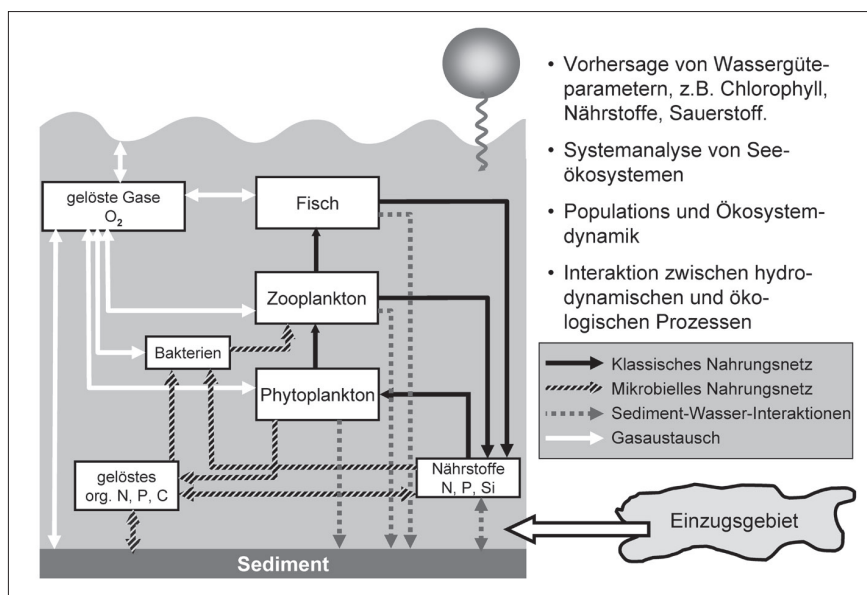 gelöste Gase
O₂
Fisch
Zooplankton
Bakterien
Phytoplankton
gelöstes
org. N, P, C
Nährstoffe
N, P, Si
Sediment
• Vorhersage von Wassergüte-
parametern, z.B. Chlorophyll,
Nährstoffe, Sauerstoff.
• Systemanalyse von See-
ökosystemen
• Populations und Ökosystem-
dynamik
• Interaktion zwischen hydro-
dynamischen und öko-
logischen Prozessen
Klassisches Nahrungsnetz
Mikrobielles Nahrungsnetz
Sediment-Wasser-Interaktionen
Gasaustausch
Einzugsgebiet